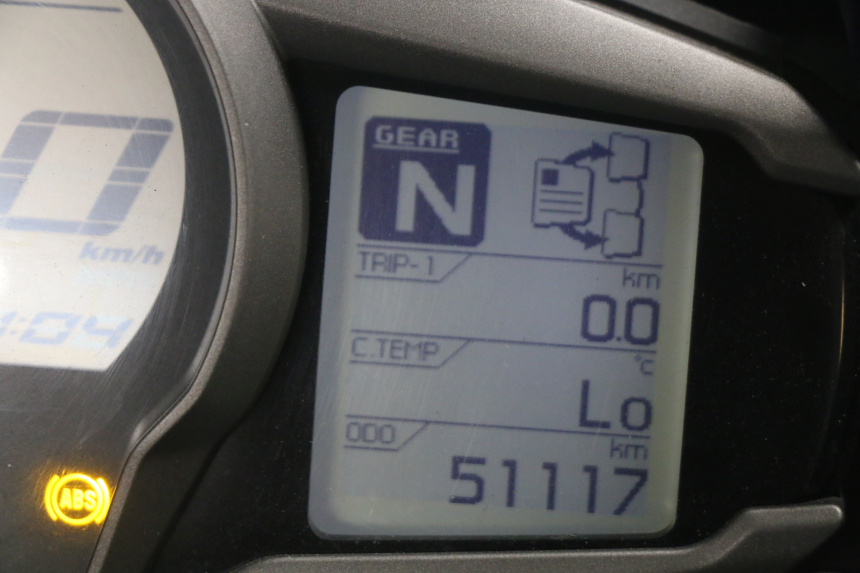 GEAR
N
0
km/h
:04
TRIP-1
km
0.0
C.TEMP
°C
Lo
ODO
km
51117
ABS